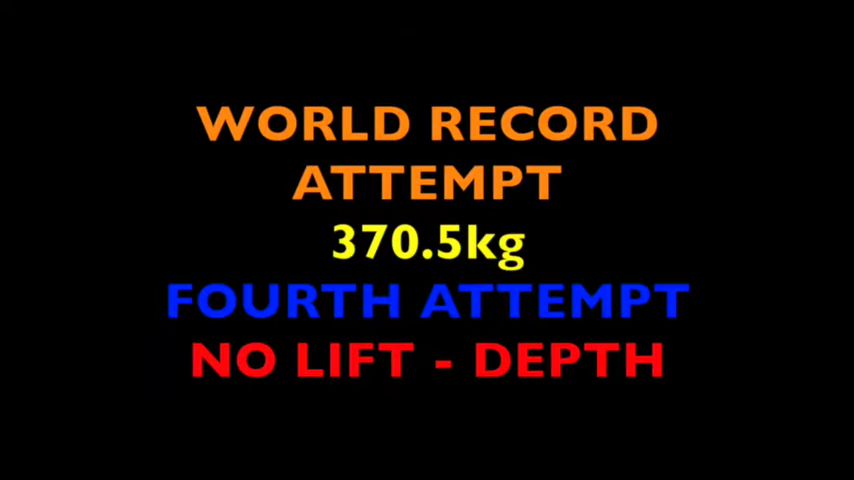 WORLD RECORD
ATTEMPT
370.5kg
FOURTH ATTEMPT
NO LIFT - DEPTH